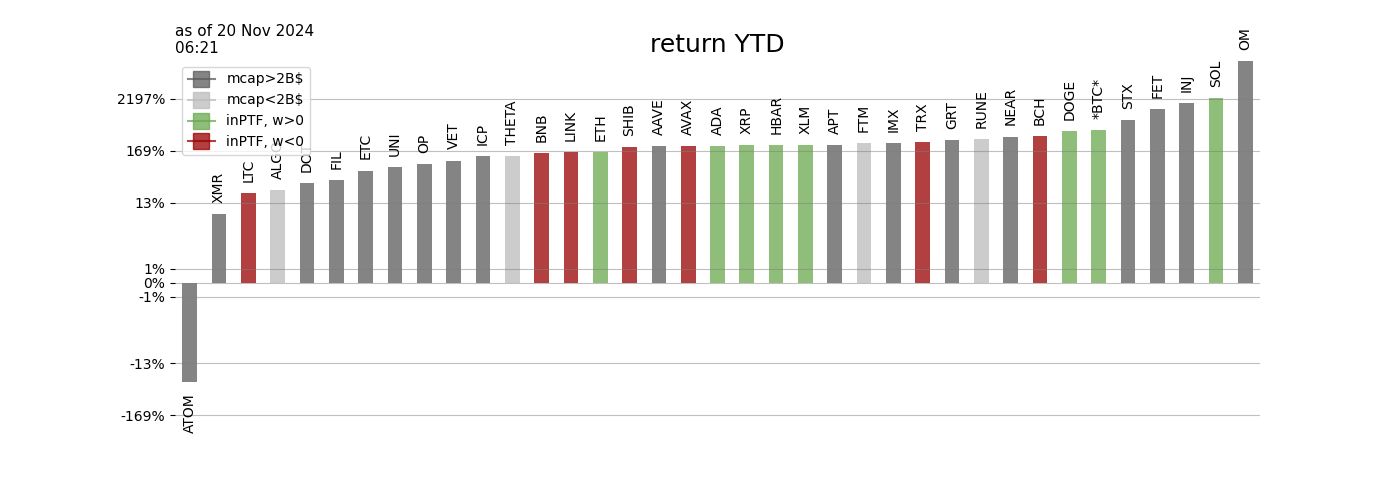 as of 20 Nov 2024
06:21
return YTD
mcap>2B$
mcap<2B$
inPTF, w>0
inPTF, w<0
2197%
169%
13%
1%
0%
-1%
-13%
-169%
ATOM
XMR
LTC
FIL
ETC
UNI
OP
VET
ICP
THETA
BNB
LINK
ETH
SHIB
AAVE
AVAX
ADA
XRP
HBAR
XLM
APT
FTM
IMX
TRX
GRT
RUNE
NEAR
BCH
DOGE
*BTC*
STX
FET
INJ
SOL
OM